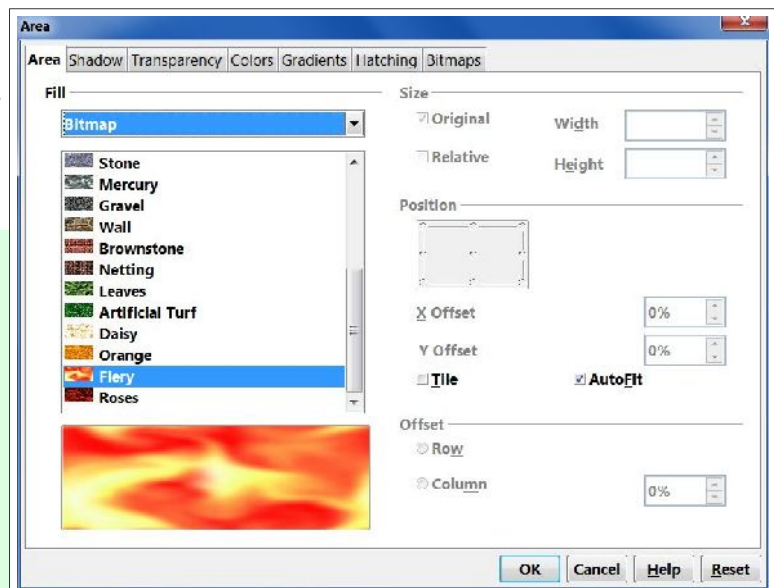 Area
Area Shadow Transparency Colors Gradients Hatching Bitmaps
Fill
Bitmap
Stone
Mercury
Gravel
Wall
Brownstone
Netting
Leaves
Artificial Turf
Daisy
Orange
Fiery
Roses
Size
Original
Width
Relative
Height
Position
X Offset
0%
Y Offset
0%
Tile
AutoFit
Offset
Row
Column
0%
OK Cancel Help Reset